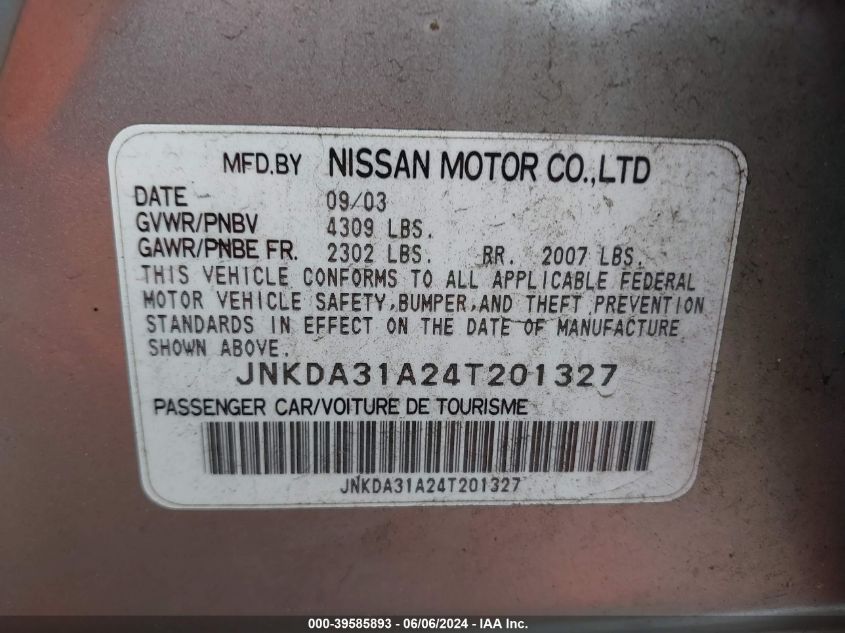 MFD.BY NISSAN MOTOR CO.,LTD
DATE 09/03
GVWR/PNBV 4309 LBS.
GAWR/PNBE FR. 2302 LBS. RR. 2007 LBS.
THIS VEHICLE CONFORMS TO ALL APPLICABLE FEDERAL
MOTOR VEHICLE SAFETY,BUMPER,AND THEFT PREVENTION
STANDARDS IN EFFECT ON THE DATE OF MANUFACTURE
SHOWN ABOVE.
JNKDA31A24T201327
PASSENGER CAR/VOITURE DE TOURISME
JNKDA31A24T201327
000-39585893 - 06/06/2024 - IAA Inc.